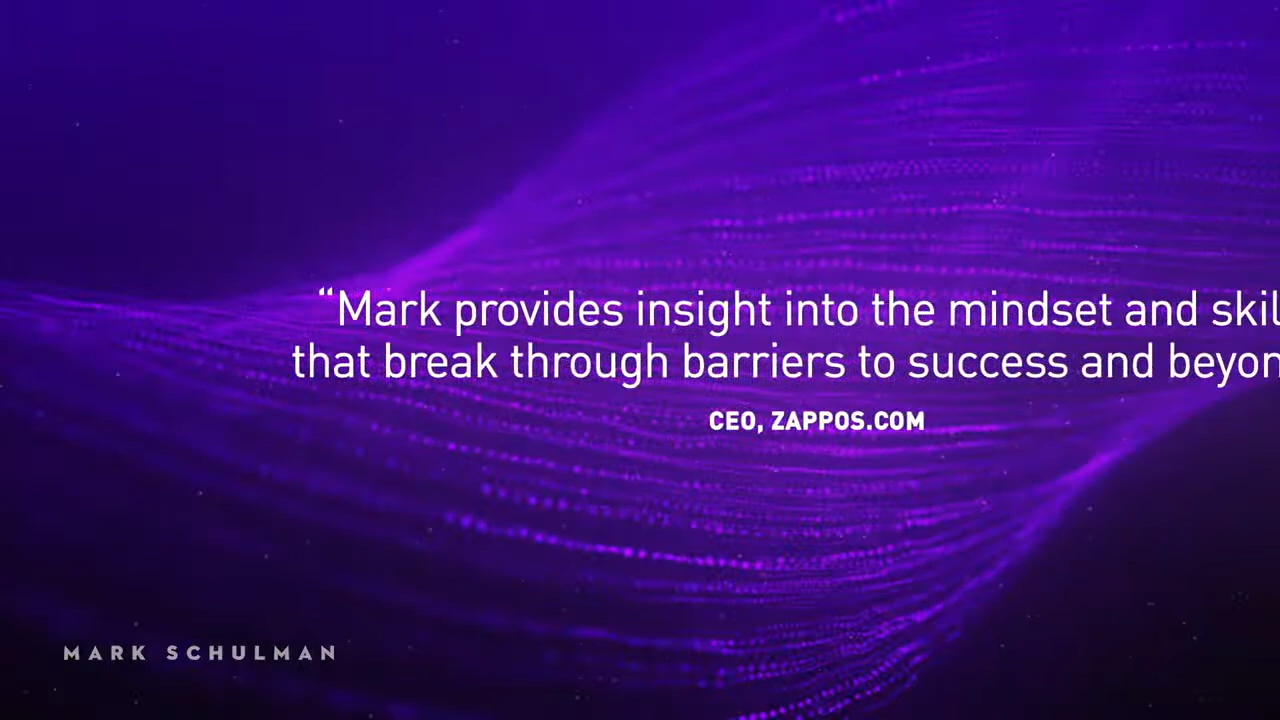 “Mark provides insight into the mindset and skil
that break through barriers to success and beyon
CEO, ZAPPOS.COM
MARK SCHULMAN